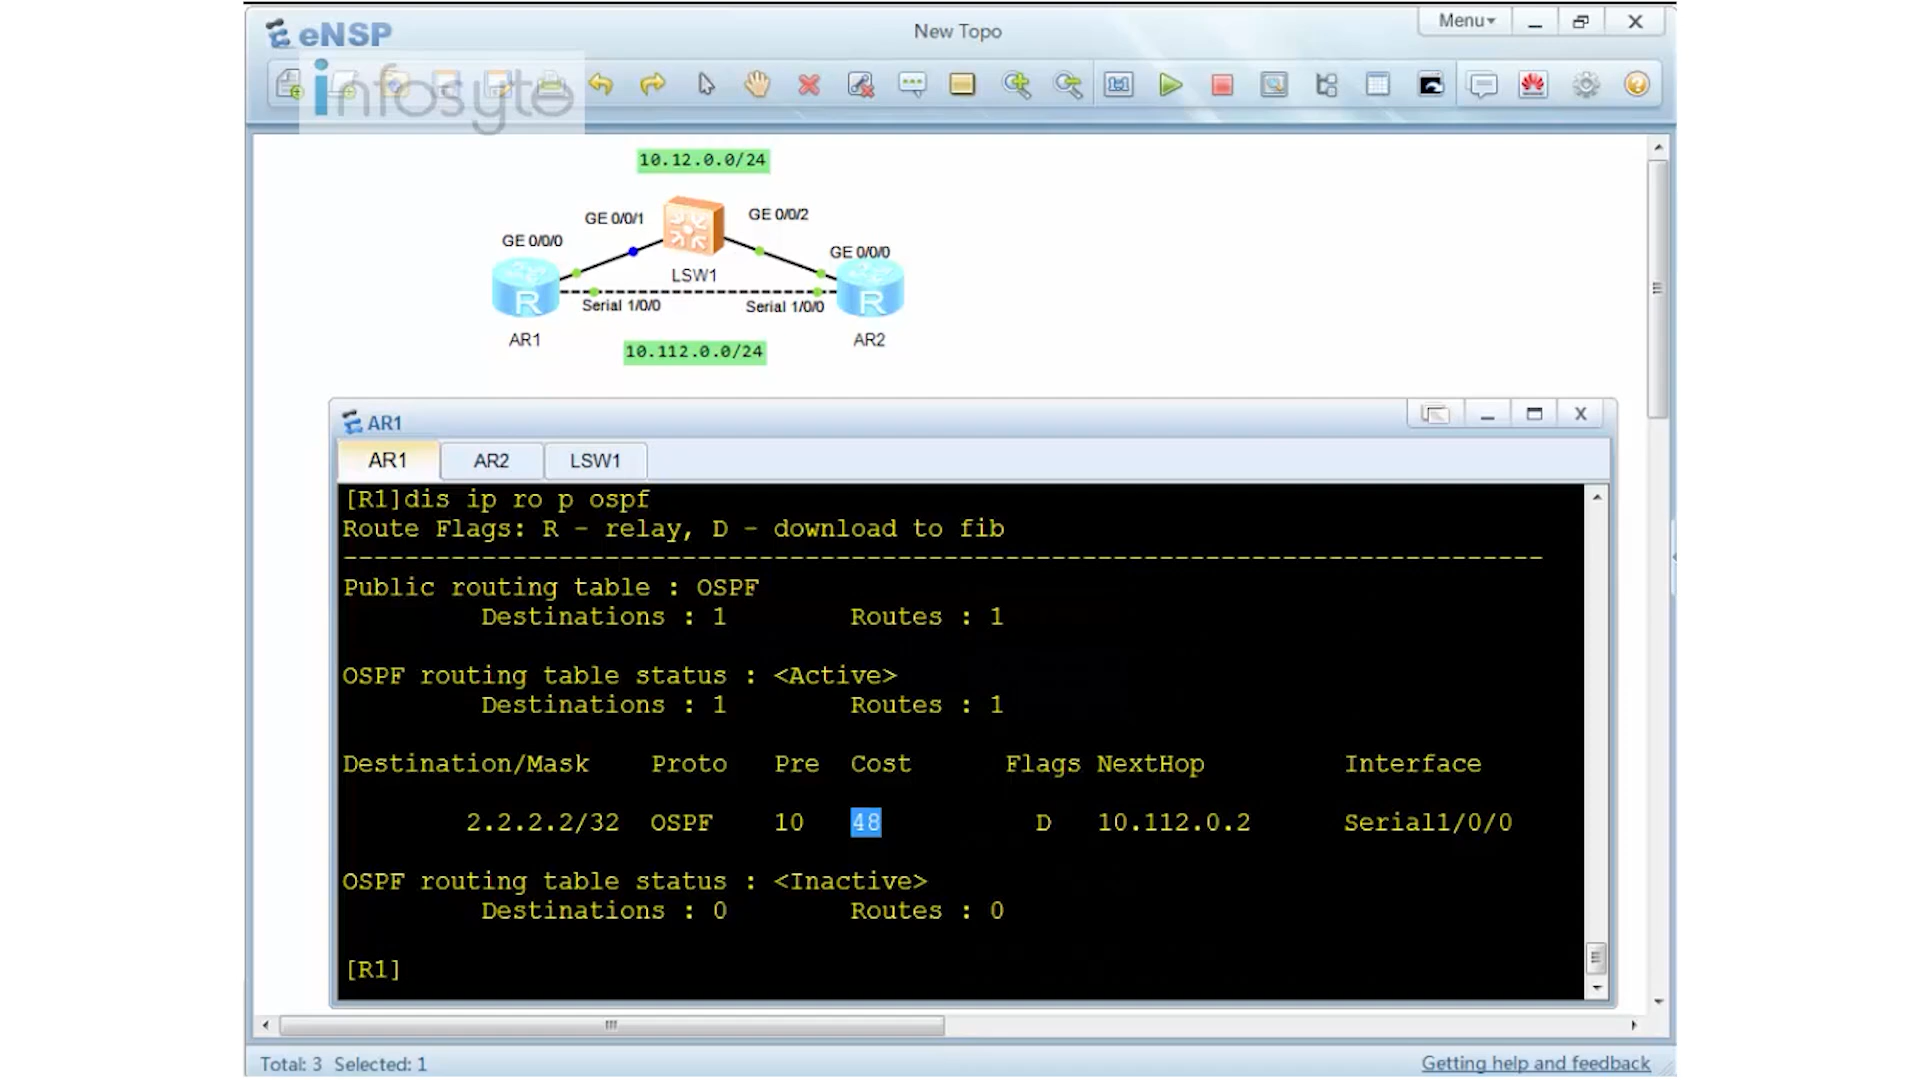 eNSP
New Topo
Menu
infosyte
10.12.0.0/24
GE 0/0/1
GE 0/0/2
GE 0/0/0
GE 0/0/0
LSW1
Serial 1/0/0
Serial 1/0/0
R
R
AR1
AR2
10.112.0.0/24
AR1
AR1 AR2 LSW1
[R1]dis ip ro p ospf
Route Flags: R - relay, D - download to fib
------------------------------------------------------------------------------
Public routing table : OSPF
Destinations : 1 Routes : 1
OSPF routing table status : <Active>
Destinations : 1 Routes : 1
Destination/Mask Proto Pre Cost Flags NextHop Interface
2.2.2.2/32 OSPF 10 48 D 10.112.0.2 Serial1/0/0
OSPF routing table status : <Inactive>
Destinations : 0 Routes : 0
[R1]
Total: 3 Selected: 1
Getting help and feedback